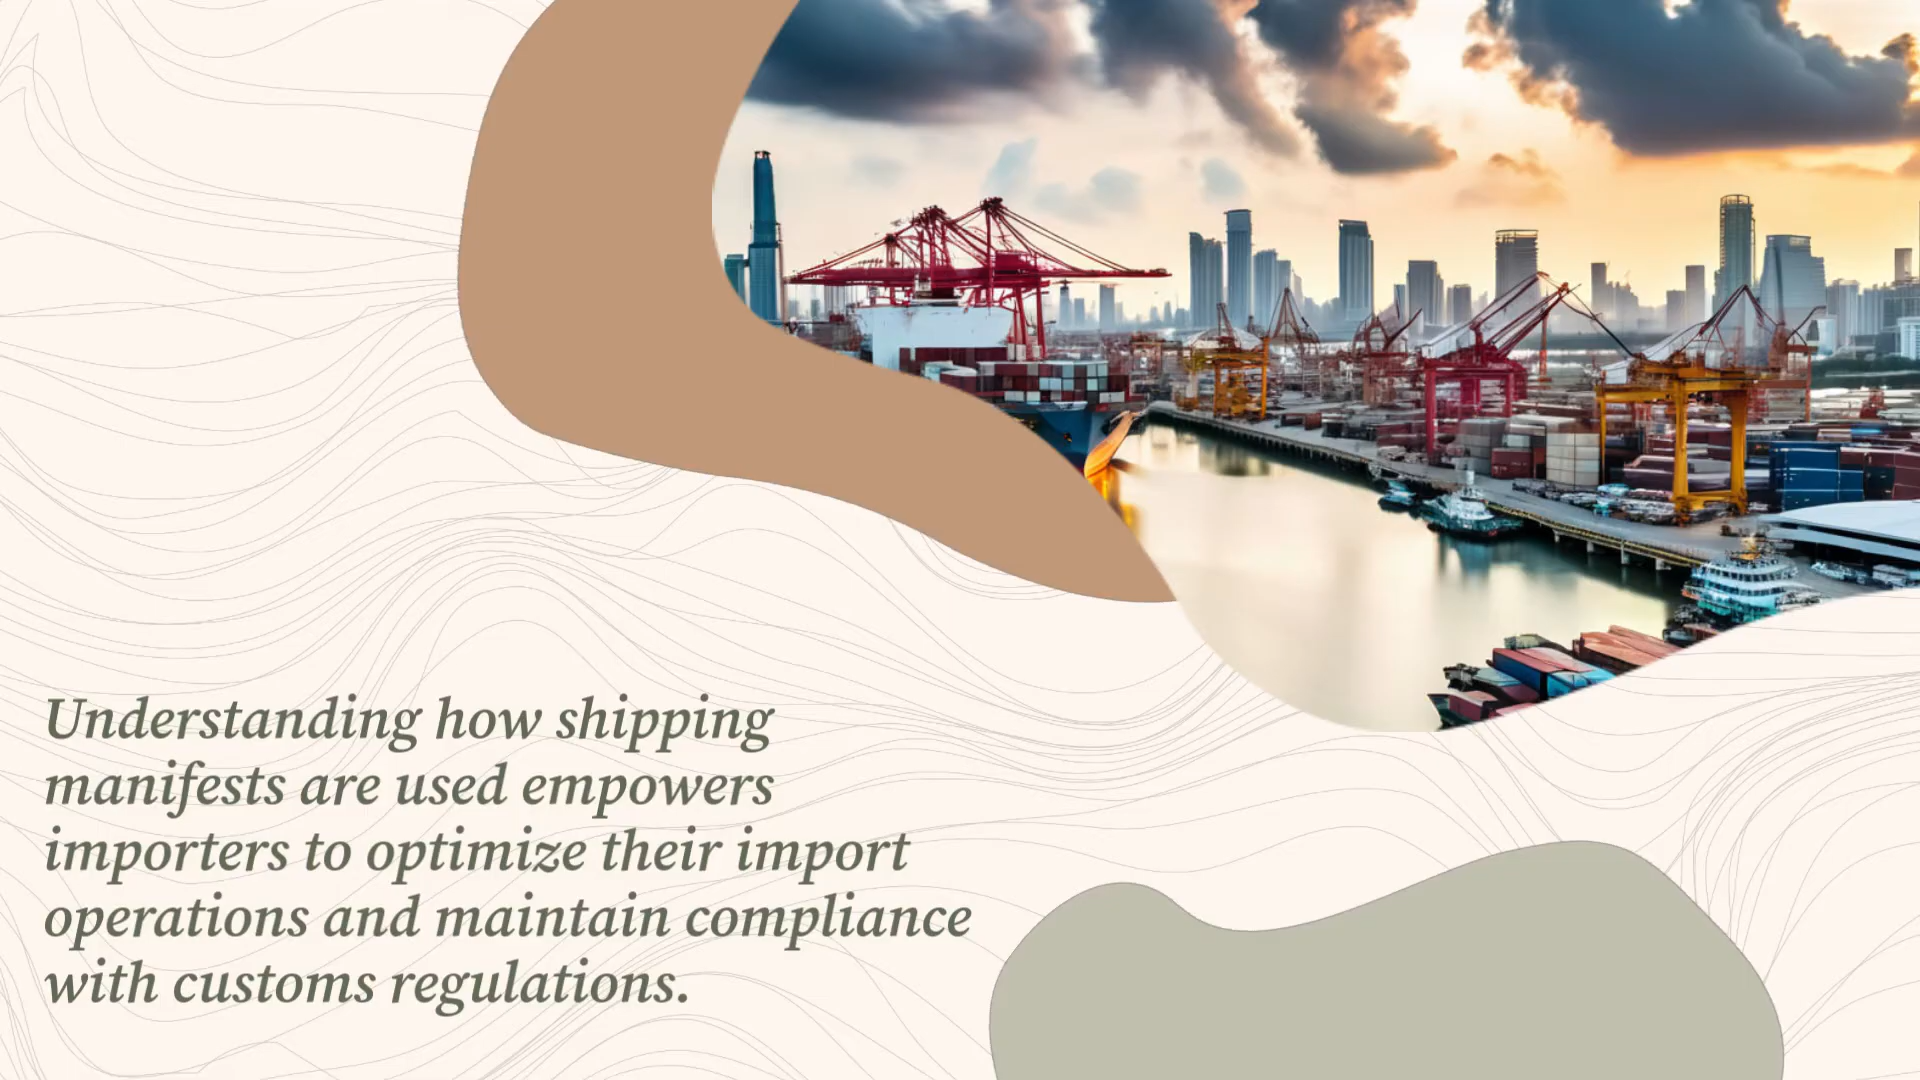 Understanding how shipping
manifests are used empowers
importers to optimize their import
operations and maintain compliance
with customs regulations.